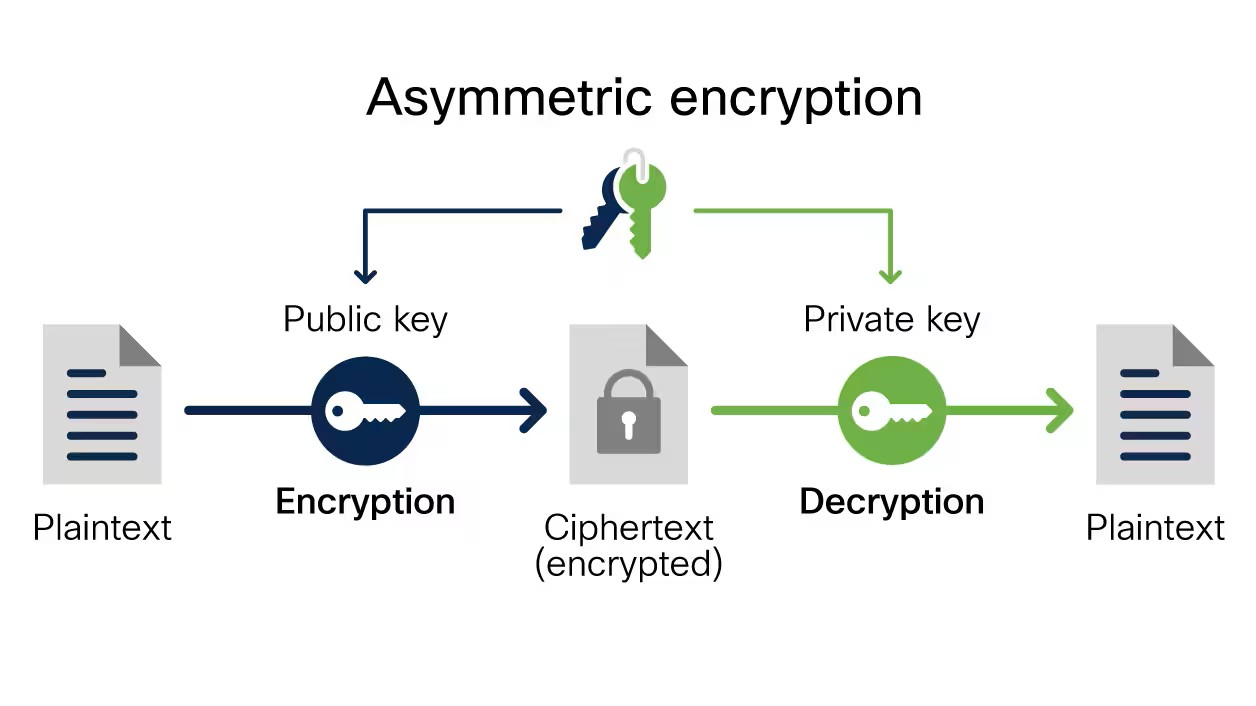 Asymmetric encryption
Public key
Private key
Encryption
Decryption
Plaintext
Ciphertext
(encrypted)
Plaintext